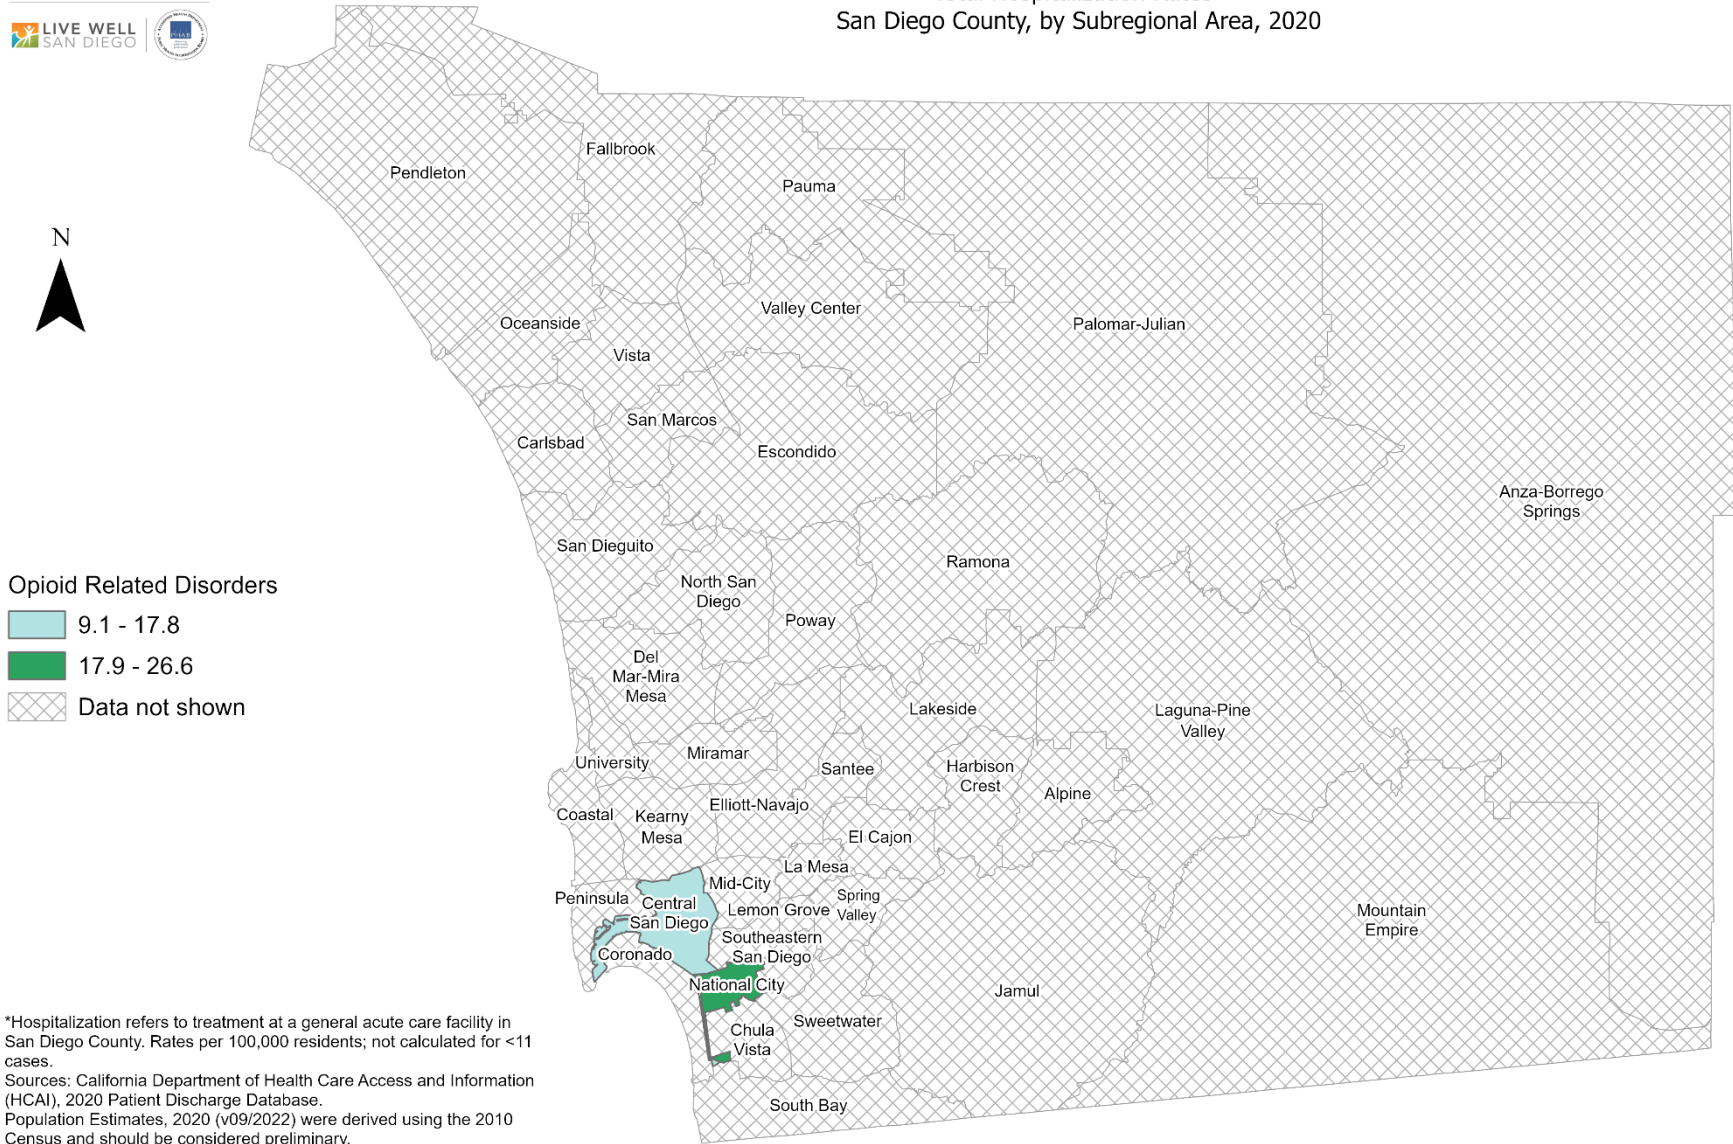 San Diego County, by Subregional Area, 2020
LIVE WELL
SAN DIEGO
PHAB
N
Pendleton
Fallbrook
Pauma
Oceanside
Vista
Valley Center
Palomar-Julian
San Marcos
Carlsbad
Escondido
Anza-Borrego
Springs
San Dieguito
North San
Diego
Ramona
Poway
Del
Mar-Mira
Mesa
Lakeside
Laguna-Pine
Valley
University
Miramar
Santee
Harbison
Crest
Alpine
Coastal
Kearny
Mesa
Elliott-Navajo
El Cajon
La Mesa
Mid-City
Peninsula
Central
San Diego
Lemon Grove
Spring
Valley
Southeastern
San Diego
Coronado
National City
Mountain
Empire
Jamul
Sweetwater
Chula
Vista
South Bay
Opioid Related Disorders
9.1 - 17.8
17.9 - 26.6
Data not shown
*Hospitalization refers to treatment at a general acute care facility in
San Diego County. Rates per 100,000 residents; not calculated for <11
cases.
Sources: California Department of Health Care Access and Information
(HCAI), 2020 Patient Discharge Database.
Population Estimates, 2020 (v09/2022) were derived using the 2010
Census and should be considered preliminary.